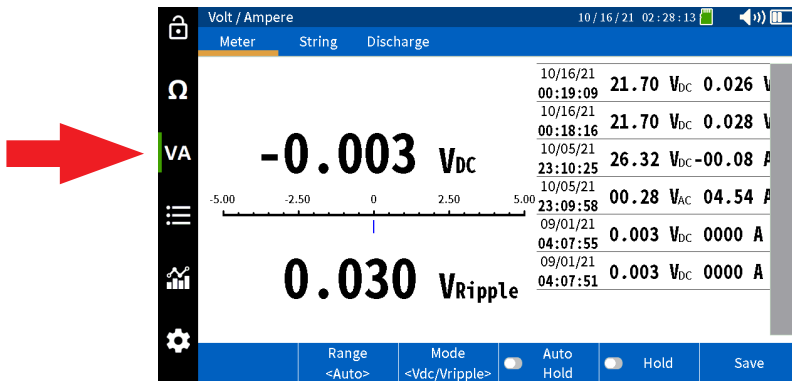 Volt / Ampere
10/16/21 02:28:13
Meter String Discharge
Ω
VA
-0.003 VDC
-5.00 -2.50 0 2.50 5.00
0.030 VRipple
10/16/21
00:19:09 21.70 VDC 0.026 V
10/16/21
00:18:16 21.70 VDC 0.028 V
10/05/21
23:10:25 26.32 VDC -00.08 A
10/05/21
23:09:58 00.28 VAC 04.54 A
09/01/21
04:07:55 0.003 VDC 0000 A
09/01/21
04:07:51 0.003 VDC 0000 A
Range
<Auto>
Mode
<Vdc/Vripple>
Auto
Hold
Hold
Save